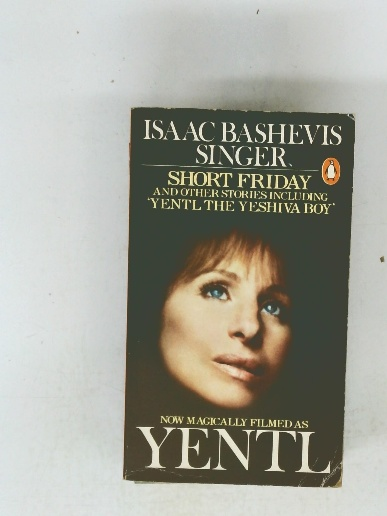 ISAAC BASHEVIS
SINGER
SHORT FRIDAY
AND OTHER STORIES INCLUDING
'YENTL THE YESHIVA BOY'
NOW MAGICALLY FILMED AS
YENTL